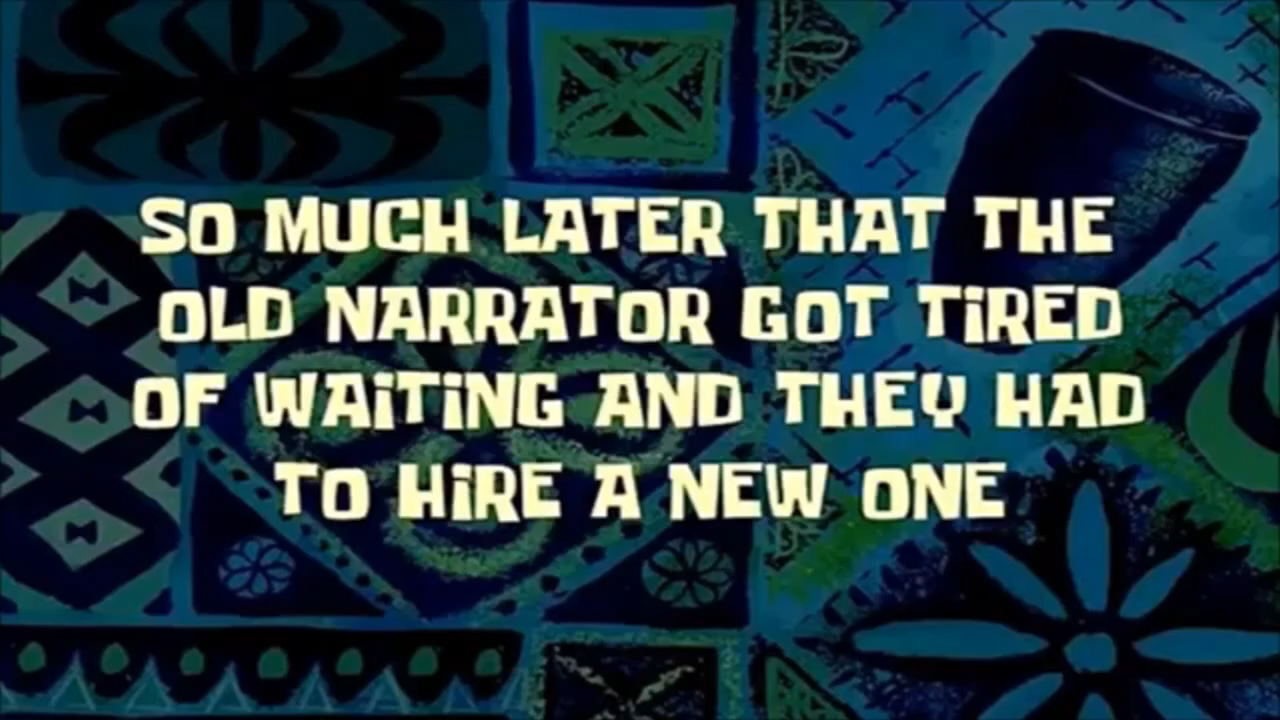 SO MUCH LATER THAT THE
OLD NARRATOR GOT TiRED
OF WAiTiNG AND THEY HAD
TO HiRE A NEW ONE